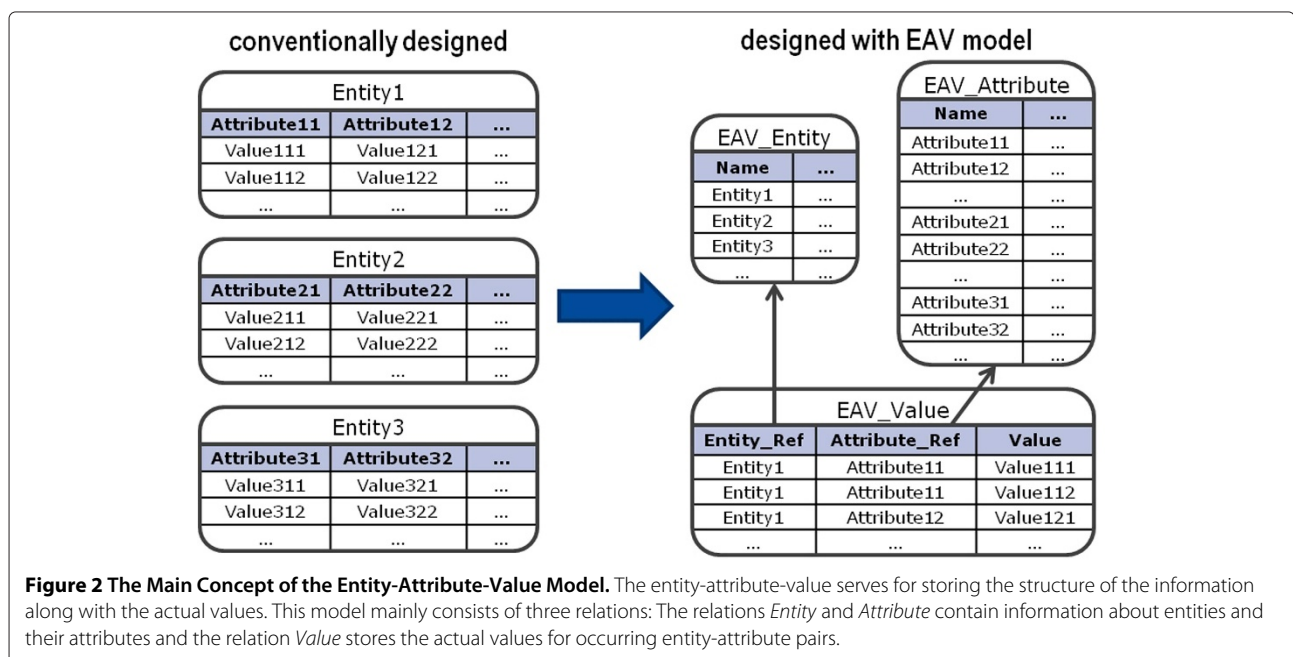 conventionally designed
Entity1
Attribute11 Attribute12 ...
Value111 Value121 ...
Value112 Value122 ...
... ... ...
Entity2
Attribute21 Attribute22 ...
Value211 Value221 ...
Value212 Value222 ...
... ... ...
Entity3
Attribute31 Attribute32 ...
Value311 Value321 ...
Value312 Value322 ...
... ... ...
designed with EAV model
EAV_Entity
Name ...
Entity1 ...
Entity2 ...
Entity3 ...
... ...
EAV_Attribute
Name ...
Attribute11 ...
Attribute12 ...
... ...
Attribute21 ...
Attribute22 ...
... ...
Attribute31 ...
Attribute32 ...
... ...
EAV_Value
Entity_Ref Attribute_Ref Value
Entity1 Attribute11 Value111
Entity1 Attribute11 Value112
Entity1 Attribute12 Value121
... ... ...
Figure 2 The Main Concept of the Entity-Attribute-Value Model. The entity-attribute-value serves for storing the structure of the information
along with the actual values. This model mainly consists of three relations: The relations Entity and Attribute contain information about entities and
their attributes and the relation Value stores the actual values for occurring entity-attribute pairs.